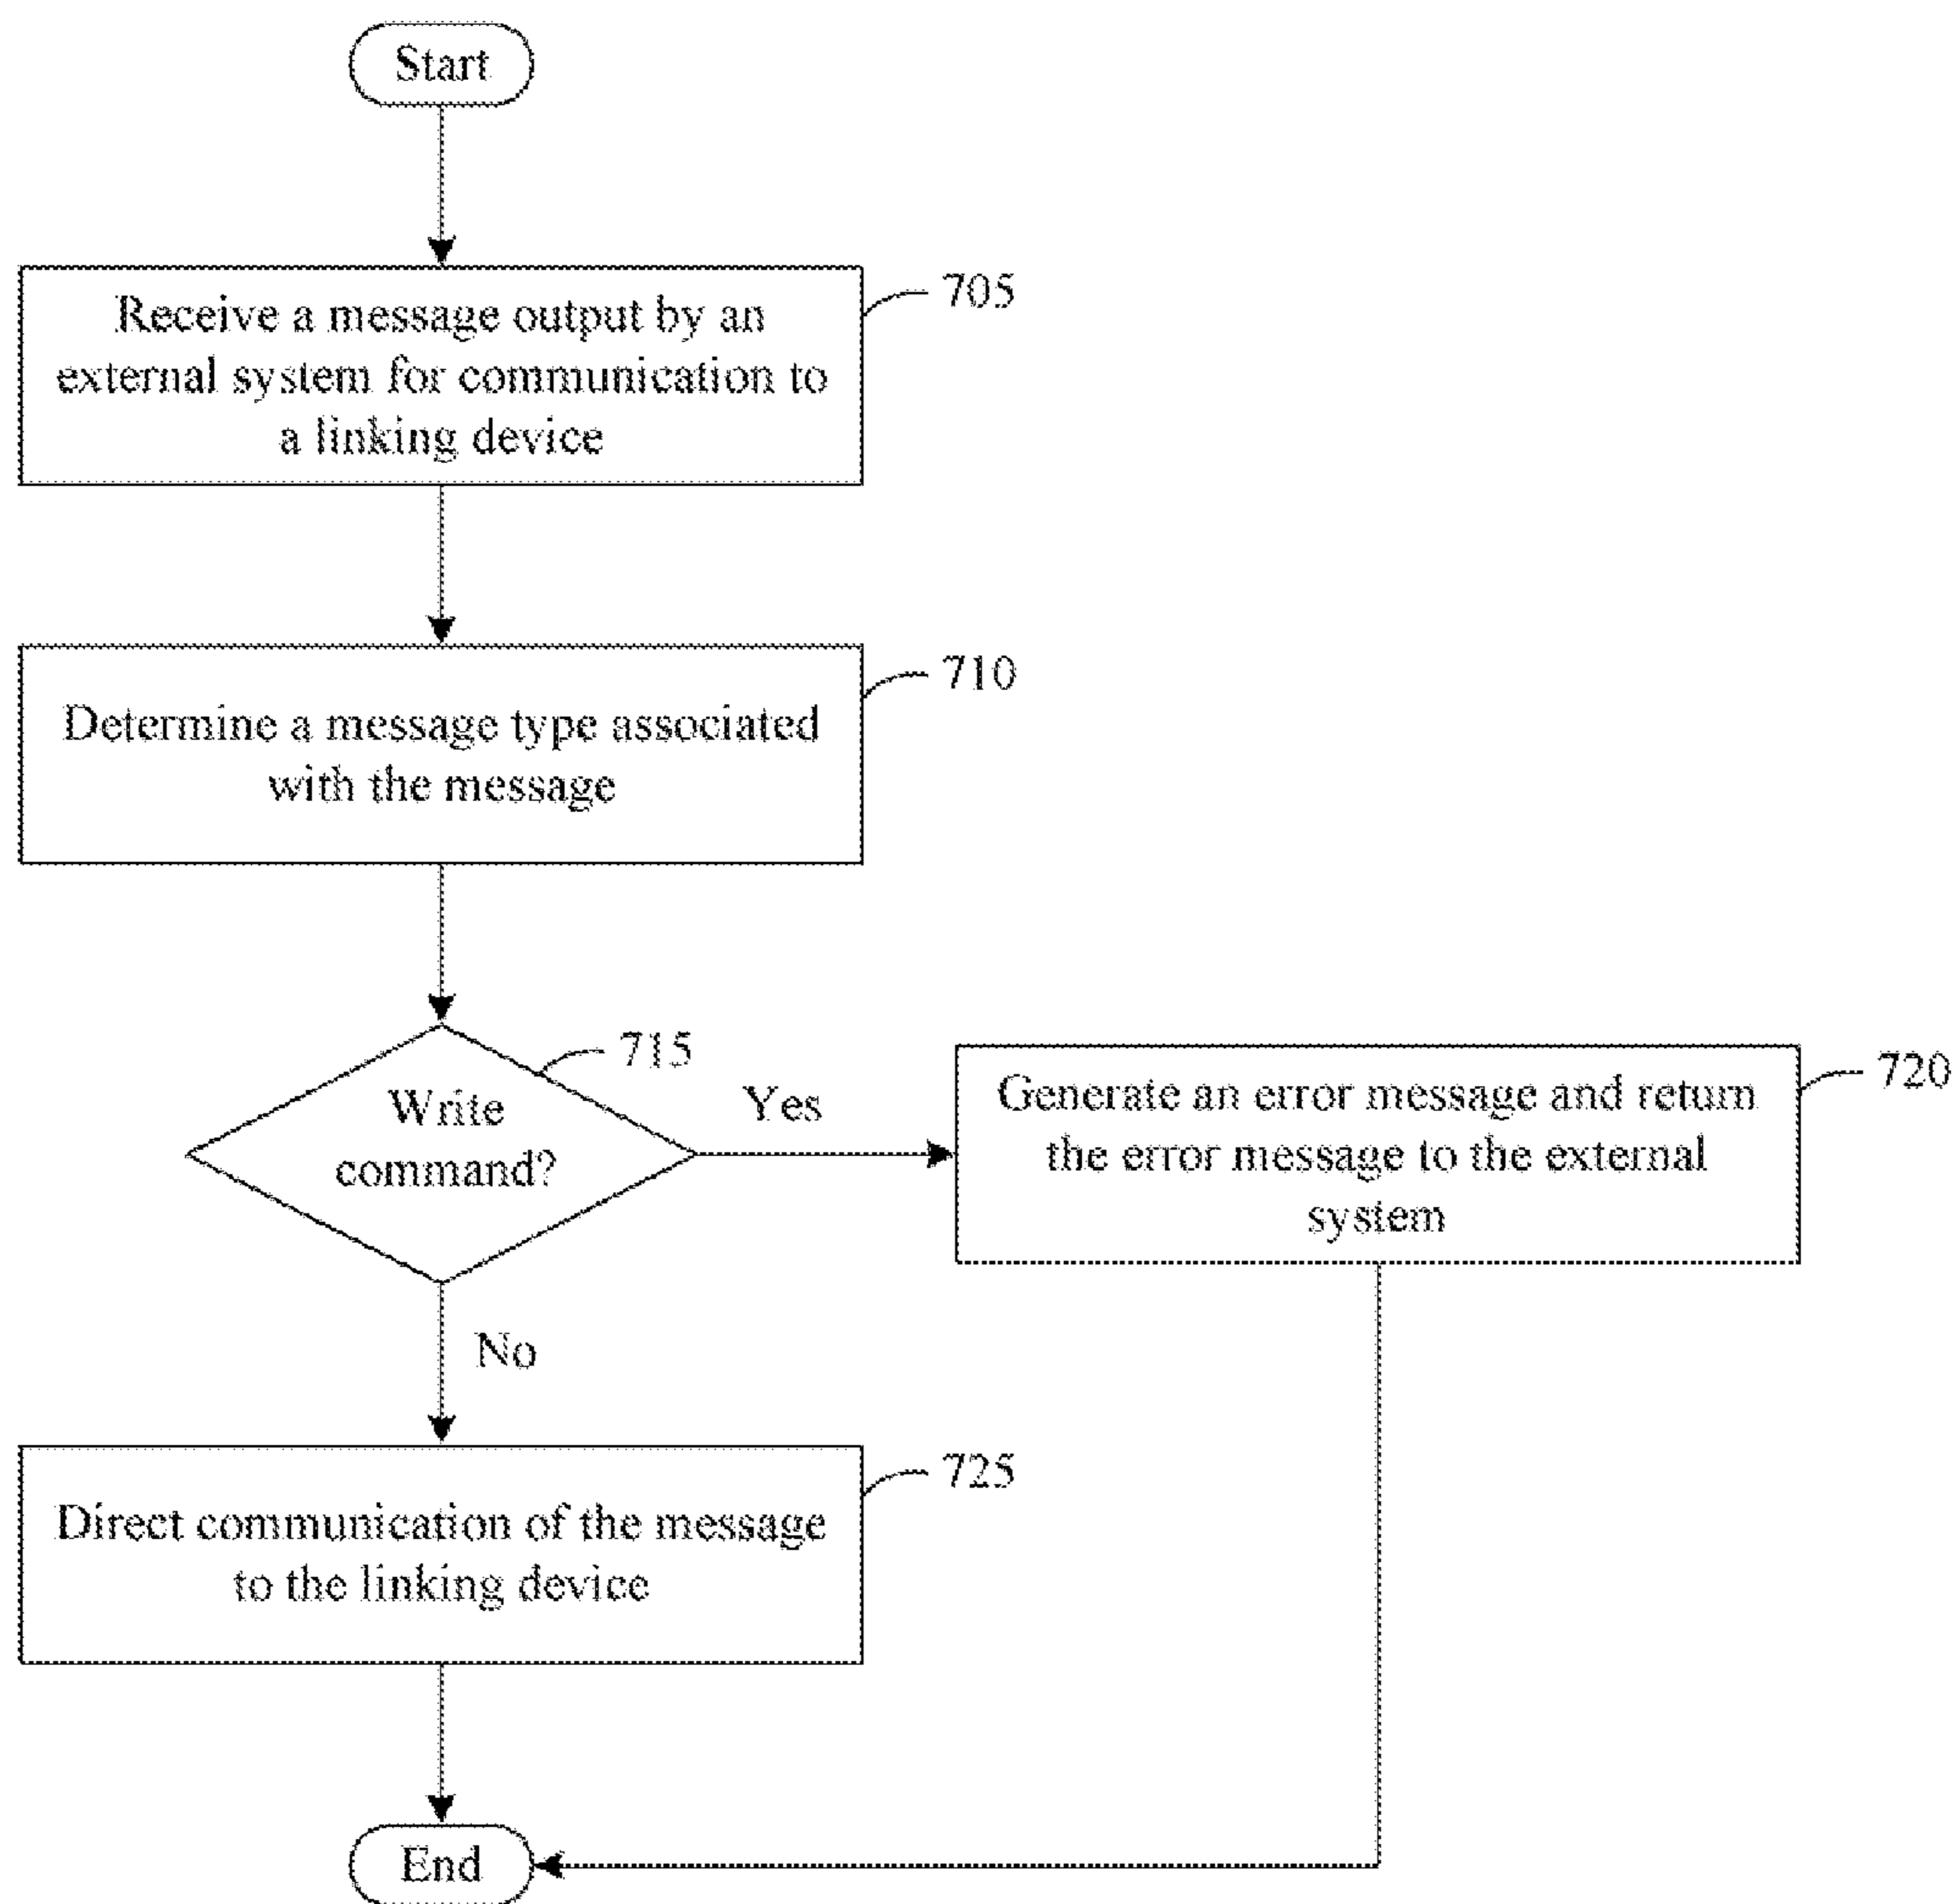 Start
Receive a message output by an
external system for communication to
a linking device
705
Determine a message type associated
with the message
710
Write
command?
715
Yes
Generate an error message and return
the error message to the external
system
720
No
Direct communication of the message
to the linking device
725
End